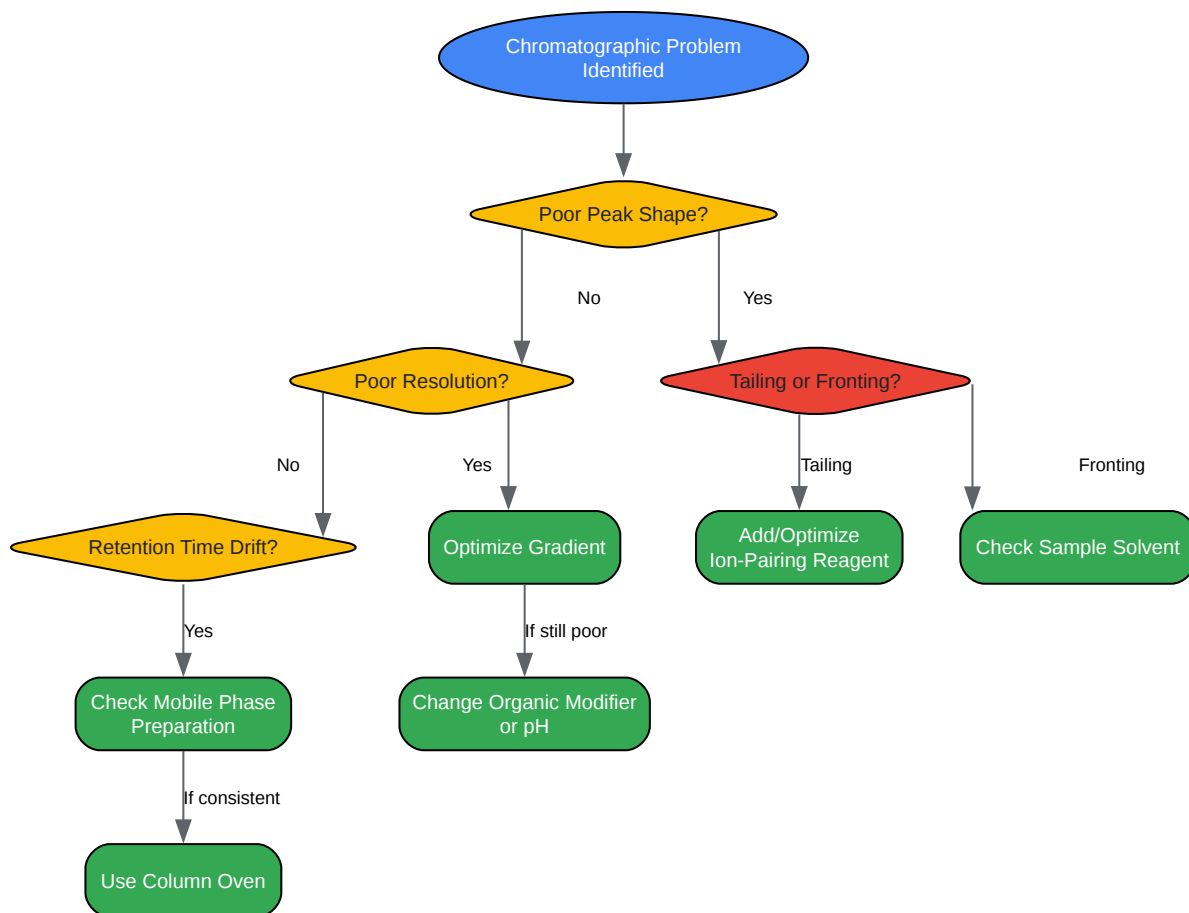 Chromatographic Problem
Identified
Poor Peak Shape?
No
Yes
Poor Resolution?
Tailing or Fronting?
No
Yes
Tailing
Fronting
Retention Time Drift?
Optimize Gradient
Add/Optimize
Ion-Pairing Reagent
Check Sample Solvent
Yes
If still poor
Check Mobile Phase
Preparation
Change Organic Modifier
or pH
If consistent
Use Column Oven